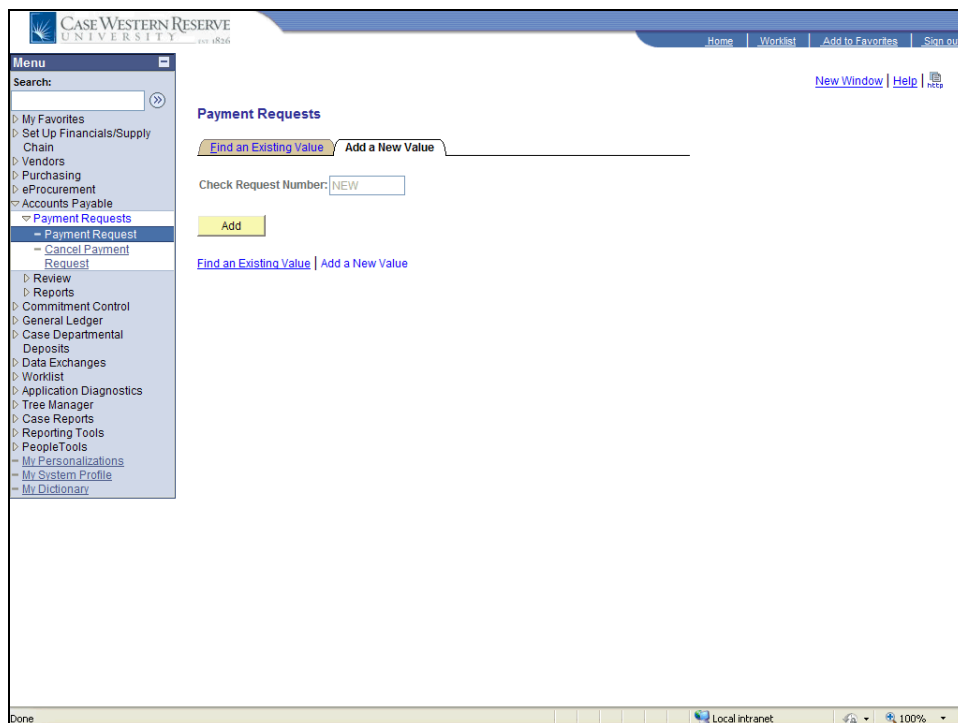 CASE WESTERN RESERVE
UNIVERSITY EST 1826
Home | Worklist | Add to Favorites | Sign ou
Menu
Search:
New Window | Help | http
My Favorites
Set Up Financials/Supply
Chain
Vendors
Purchasing
eProcurement
Accounts Payable
Payment Requests
Payment Request
Cancel Payment
Request
Review
Reports
Commitment Control
General Ledger
Case Departmental
Deposits
Data Exchanges
Worklist
Application Diagnostics
Tree Manager
Case Reports
Reporting Tools
PeopleTools
My Personalizations
My System Profile
My Dictionary
Payment Requests
Find an Existing Value Add a New Value
Check Request Number: NEW
Add
Find an Existing Value | Add a New Value
Done Local intranet 100%